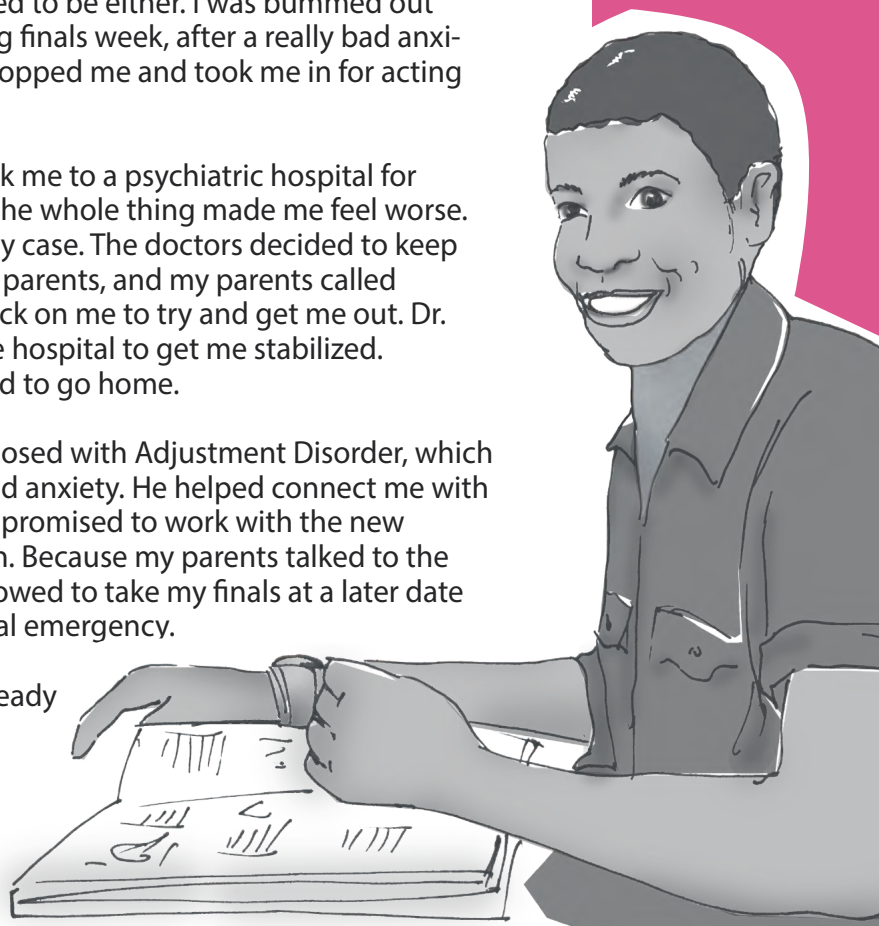 ed to be either. I was bummed out
g finals week, after a really bad anxi-
opped me and took me in for acting
k me to a psychiatric hospital for
he whole thing made me feel worse.
y case. The doctors decided to keep
parents, and my parents called
ck on me to try and get me out. Dr.
e hospital to get me stabilized.
d to go home.
osed with Adjustment Disorder, which
d anxiety. He helped connect me with
promised to work with the new
n. Because my parents talked to the
owed to take my finals at a later date
al emergency.
eady